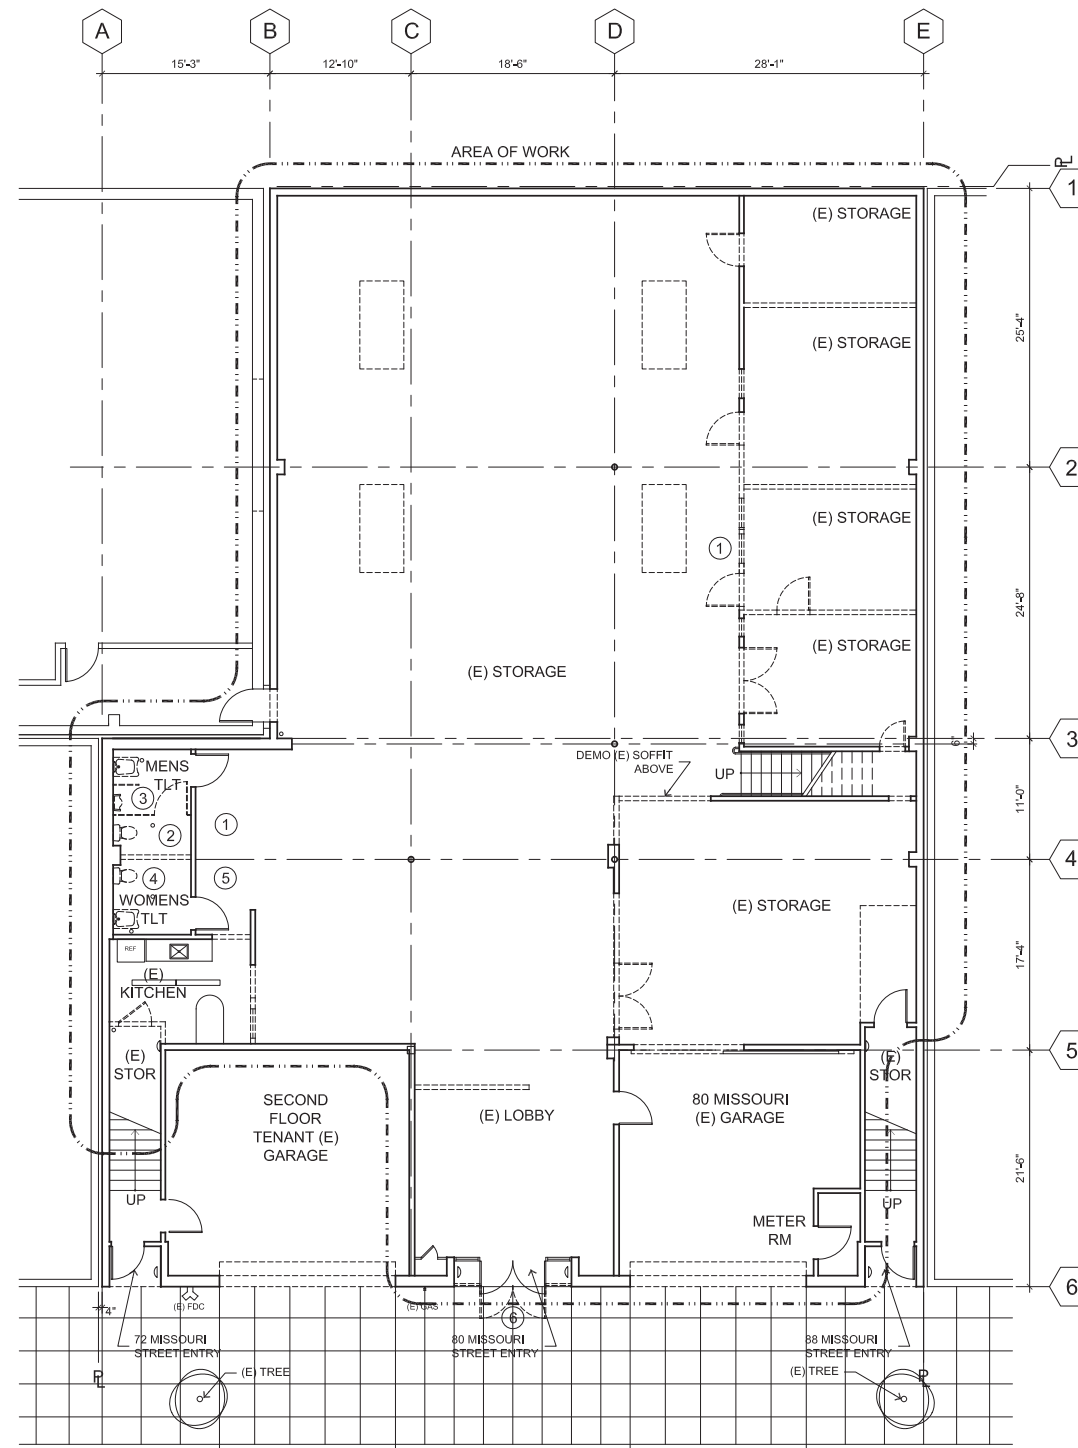 A
B
C
D
E
15'-3"
12'-10"
18'-6"
28'-1"
AREA OF WORK
PL
1
(E) STORAGE
25'-4"
(E) STORAGE
2
(E) STORAGE
1
24'-8"
(E) STORAGE
(E) STORAGE
3
6"
DEMO (E) SOFFIT
ABOVE
UP
MENS
TLT
3
1
2
11'-0"
4
4
5
WOMENS
TLT
(E) STORAGE
REF
17'-4"
(E)
KITCHEN
5
(E)
STOR
(E)
STOR
SECOND
FLOOR
TENANT (E)
GARAGE
(E) LOBBY
80 MISSOURI
(E) GARAGE
21'-6"
UP
UP
METER
RM
6
4"
(E) FDC
(E) GAS
6
72 MISSOURI
STREET ENTRY
80 MISSOURI
STREET ENTRY
88 MISSOURI
STREET ENTRY
PL
(E) TREE
(E) TREE
PL